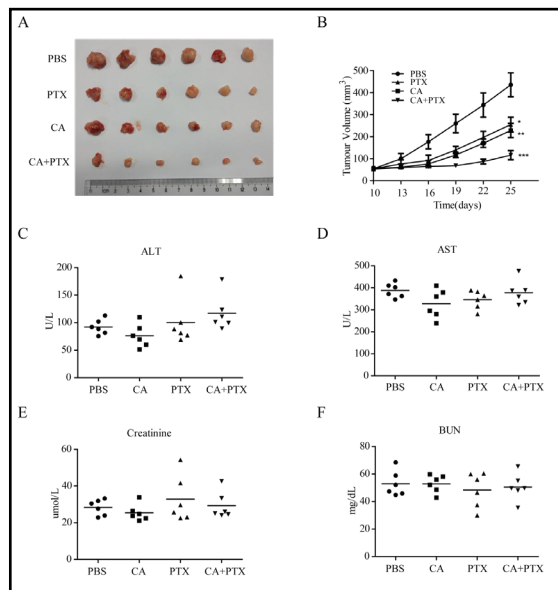 A
PBS
PTX
CA
CA+PTX
B
PBS
PTX
CA
CA+PTX
Tumour Volume (mm³)
500
400
300
200
100
0
*
**
***
10 13 16 19 22 25
Time(days)
C
ALT
U/L
200
150
100
50
0
PBS CA PTX CA+PTX
D
AST
U/L
500
400
300
200
100
0
PBS CA PTX CA+PTX
E
Creatinine
umol/L
60
40
20
0
PBS CA PTX CA+PTX
F
BUN
mg/dL
80
60
40
20
0
PBS CA PTX CA+PTX